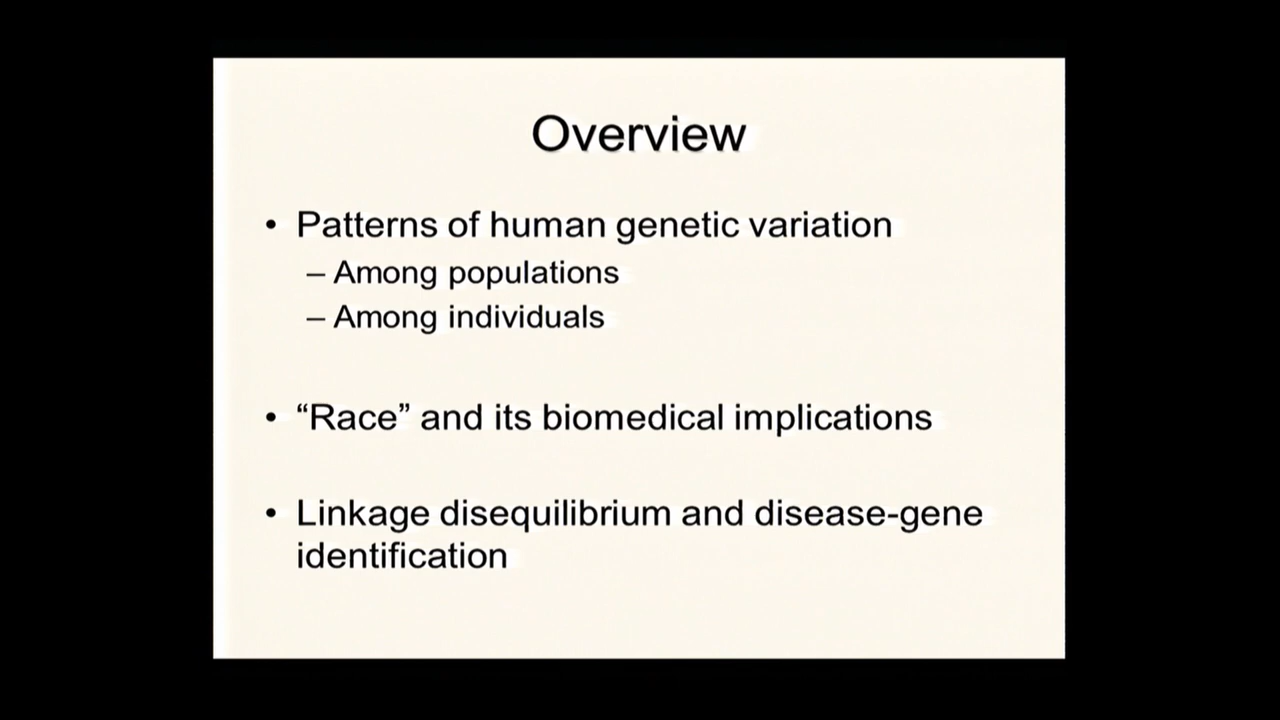 Overview
• Patterns of human genetic variation
– Among populations
– Among individuals
• “Race” and its biomedical implications
• Linkage disequilibrium and disease-gene
identification